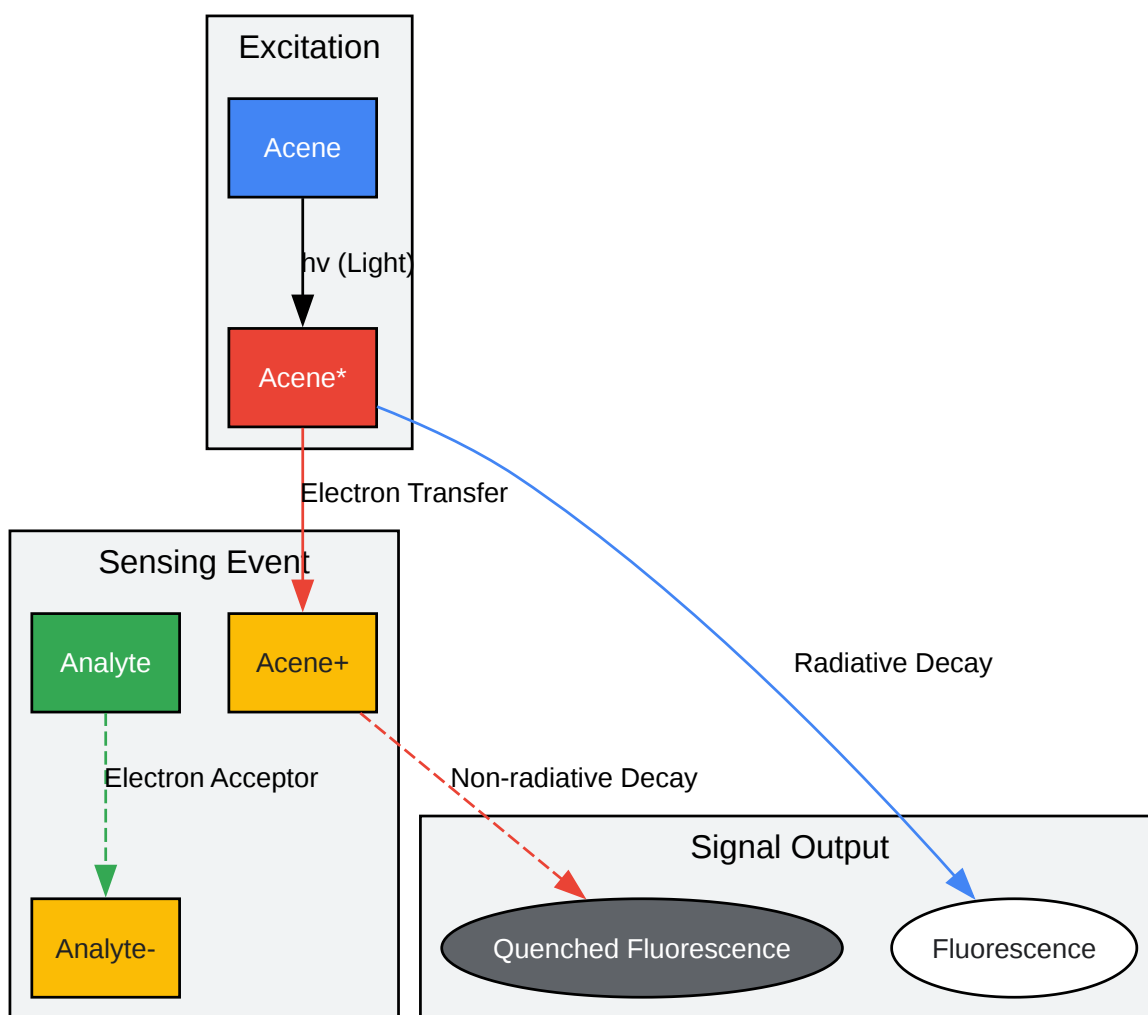 Excitation
Acene
hv (Light)
Acene*
Electron Transfer
Sensing Event
Analyte
Acene+
Radiative Decay
Electron Acceptor
Non-radiative Decay
Signal Output
Analyte-
Quenched Fluorescence
Fluorescence